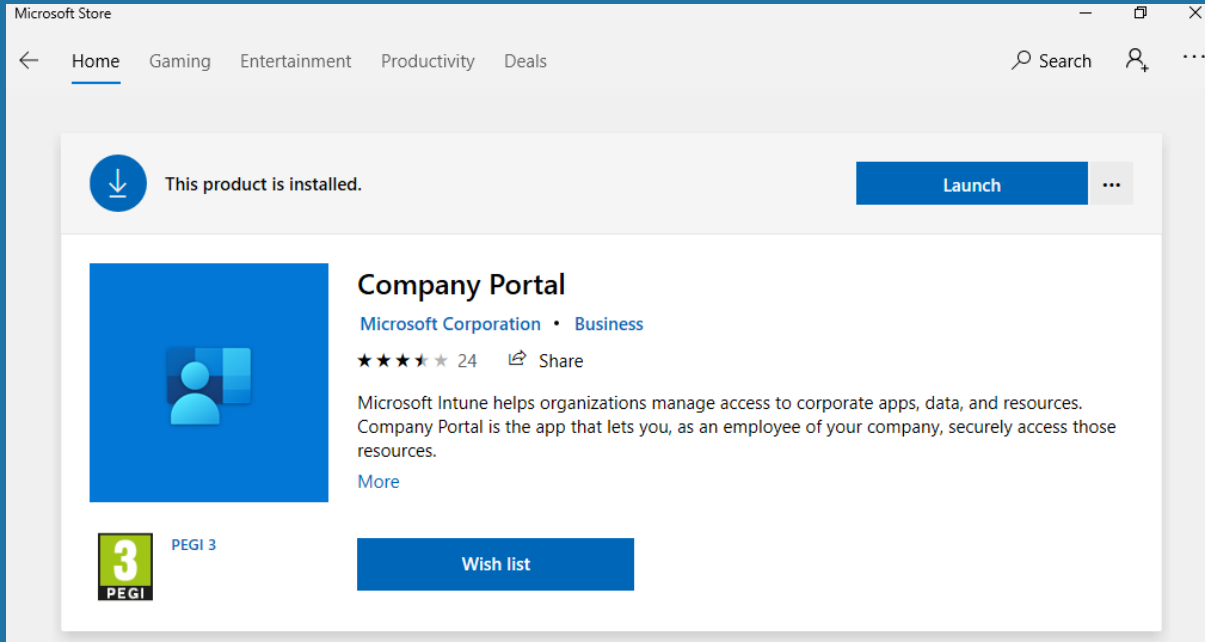 Microsoft Store
Home Gaming Entertainment Productivity Deals Search
This product is installed. Launch
Company Portal
Microsoft Corporation • Business
24 Share
Microsoft Intune helps organizations manage access to corporate apps, data, and resources.
Company Portal is the app that lets you, as an employee of your company, securely access those
resources.
More
3
PEGI
PEGI 3
Wish list